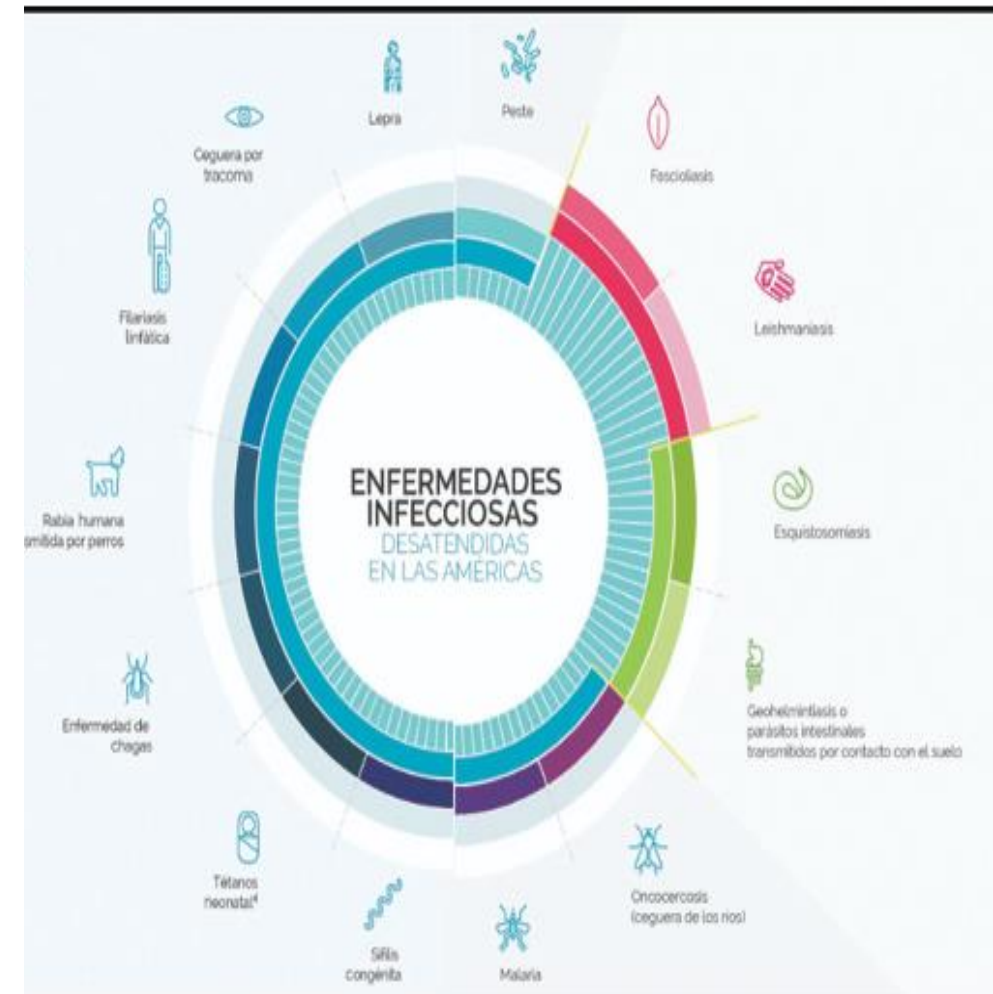 ENFERMEDADES
INFECCIOSAS
DESATENDIDAS
EN LAS AMÉRICAS
Peste
Fascioliasis
Leishmaniasis
Esquistosomiasis
Geohelmintiasis o
parásitos intestinales
transmitidos por contacto con el suelo
Oncocercosis
(ceguera de los ríos)
Malaria
Sífilis
congénita
Tétanos
neonatal
Enfermedad de
chagas
Rabia humana
smitida por perros
Filariasis
linfática
Ceguera por
tracoma
Lepra